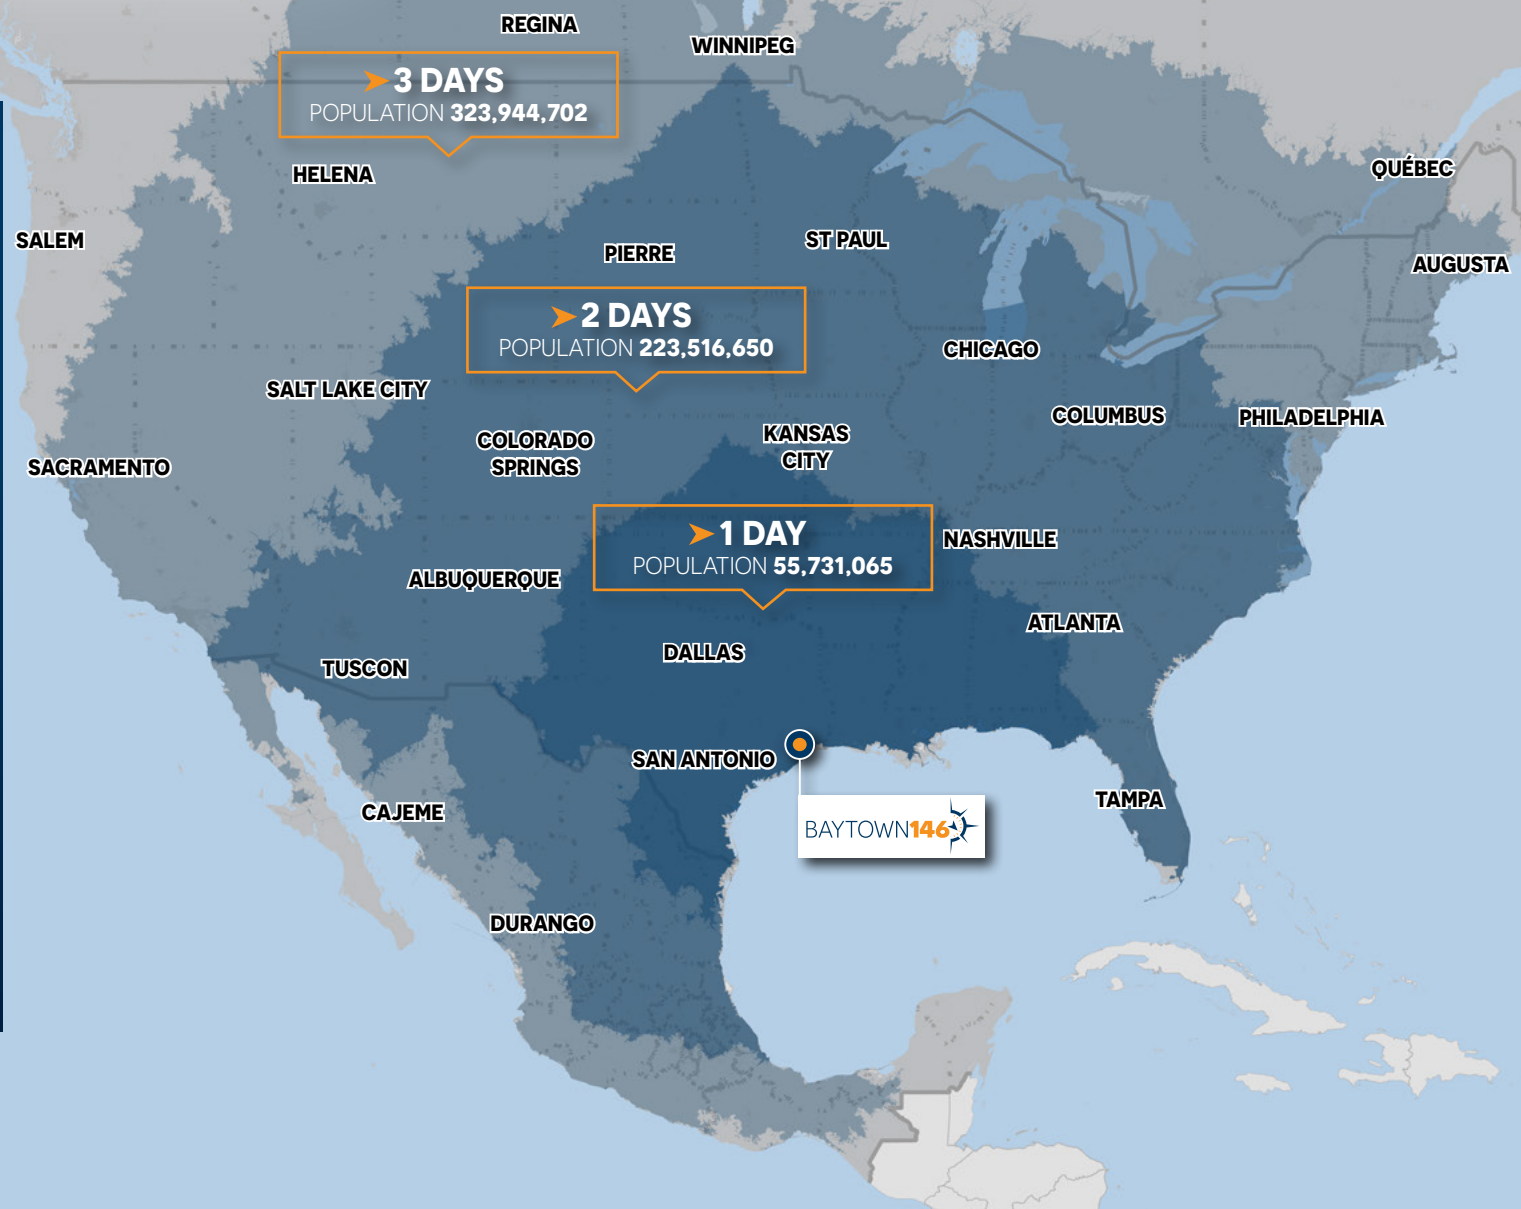 REGINA
WINNIPEG
3 DAYS
POPULATION 323,944,702
HELENA
QUÉBEC
SALEM
PIERRE
ST PAUL
AUGUSTA
2 DAYS
POPULATION 223,516,650
CHICAGO
SALT LAKE CITY
COLUMBUS
PHILADELPHIA
COLORADO
SPRINGS
KANSAS
CITY
SACRAMENTO
1 DAY
POPULATION 55,731,065
NASHVILLE
ALBUQUERQUE
ATLANTA
DALLAS
TUSCON
SAN ANTONIO
TAMPA
CAJEME
BAYTOWN146
DURANGO